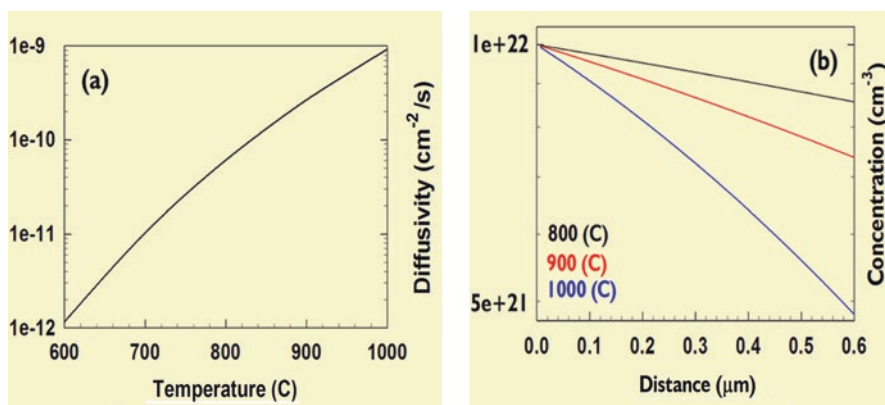 (a)
1e-9
1e-10
1e-11
1e-12
600 700 800 900 1000
Temperature (C)
Diffusivity (cm-2/s)
(b)
1e+22
5e+21
800 (C)
900 (C)
1000 (C)
0.0 0.1 0.2 0.3 0.4 0.5 0.6
Distance (μm)
Concentration (cm-3)